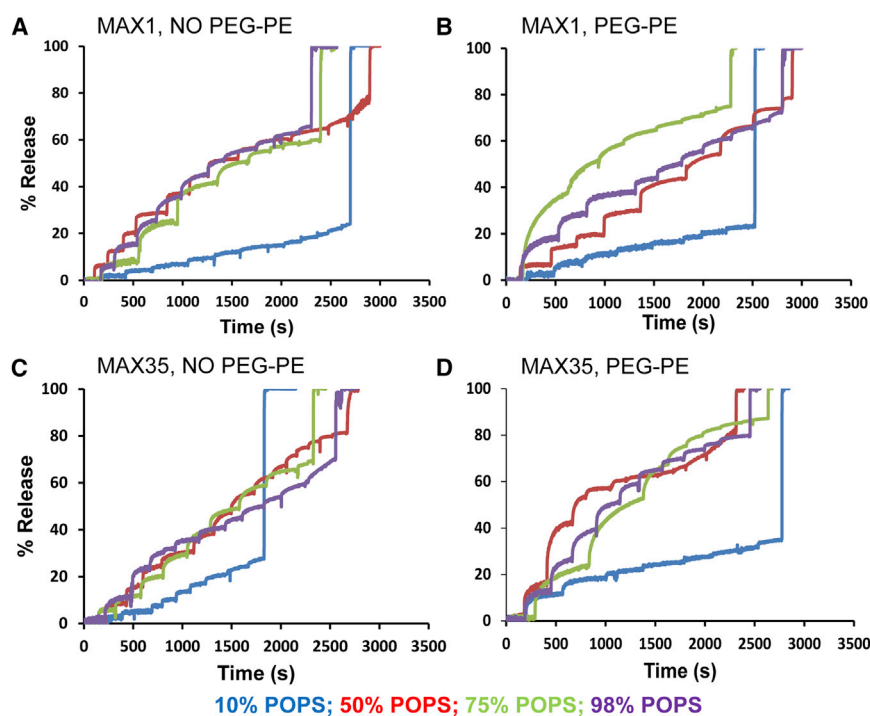 A MAX1, NO PEG-PE
% Release
100
80
60
40
20
0
0 500 1000 1500 2000 2500 3000 3500
Time (s)
B MAX1, PEG-PE
100
80
60
40
20
0
0 500 1000 1500 2000 2500 3000 3500
Time (s)
C MAX35, NO PEG-PE
% Release
100
80
60
40
20
0
0 500 1000 1500 2000 2500 3000 3500
Time (s)
D MAX35, PEG-PE
100
80
60
40
20
0
0 500 1000 1500 2000 2500 3000 3500
Time (s)
10% POPS; 50% POPS; 75% POPS; 98% POPS